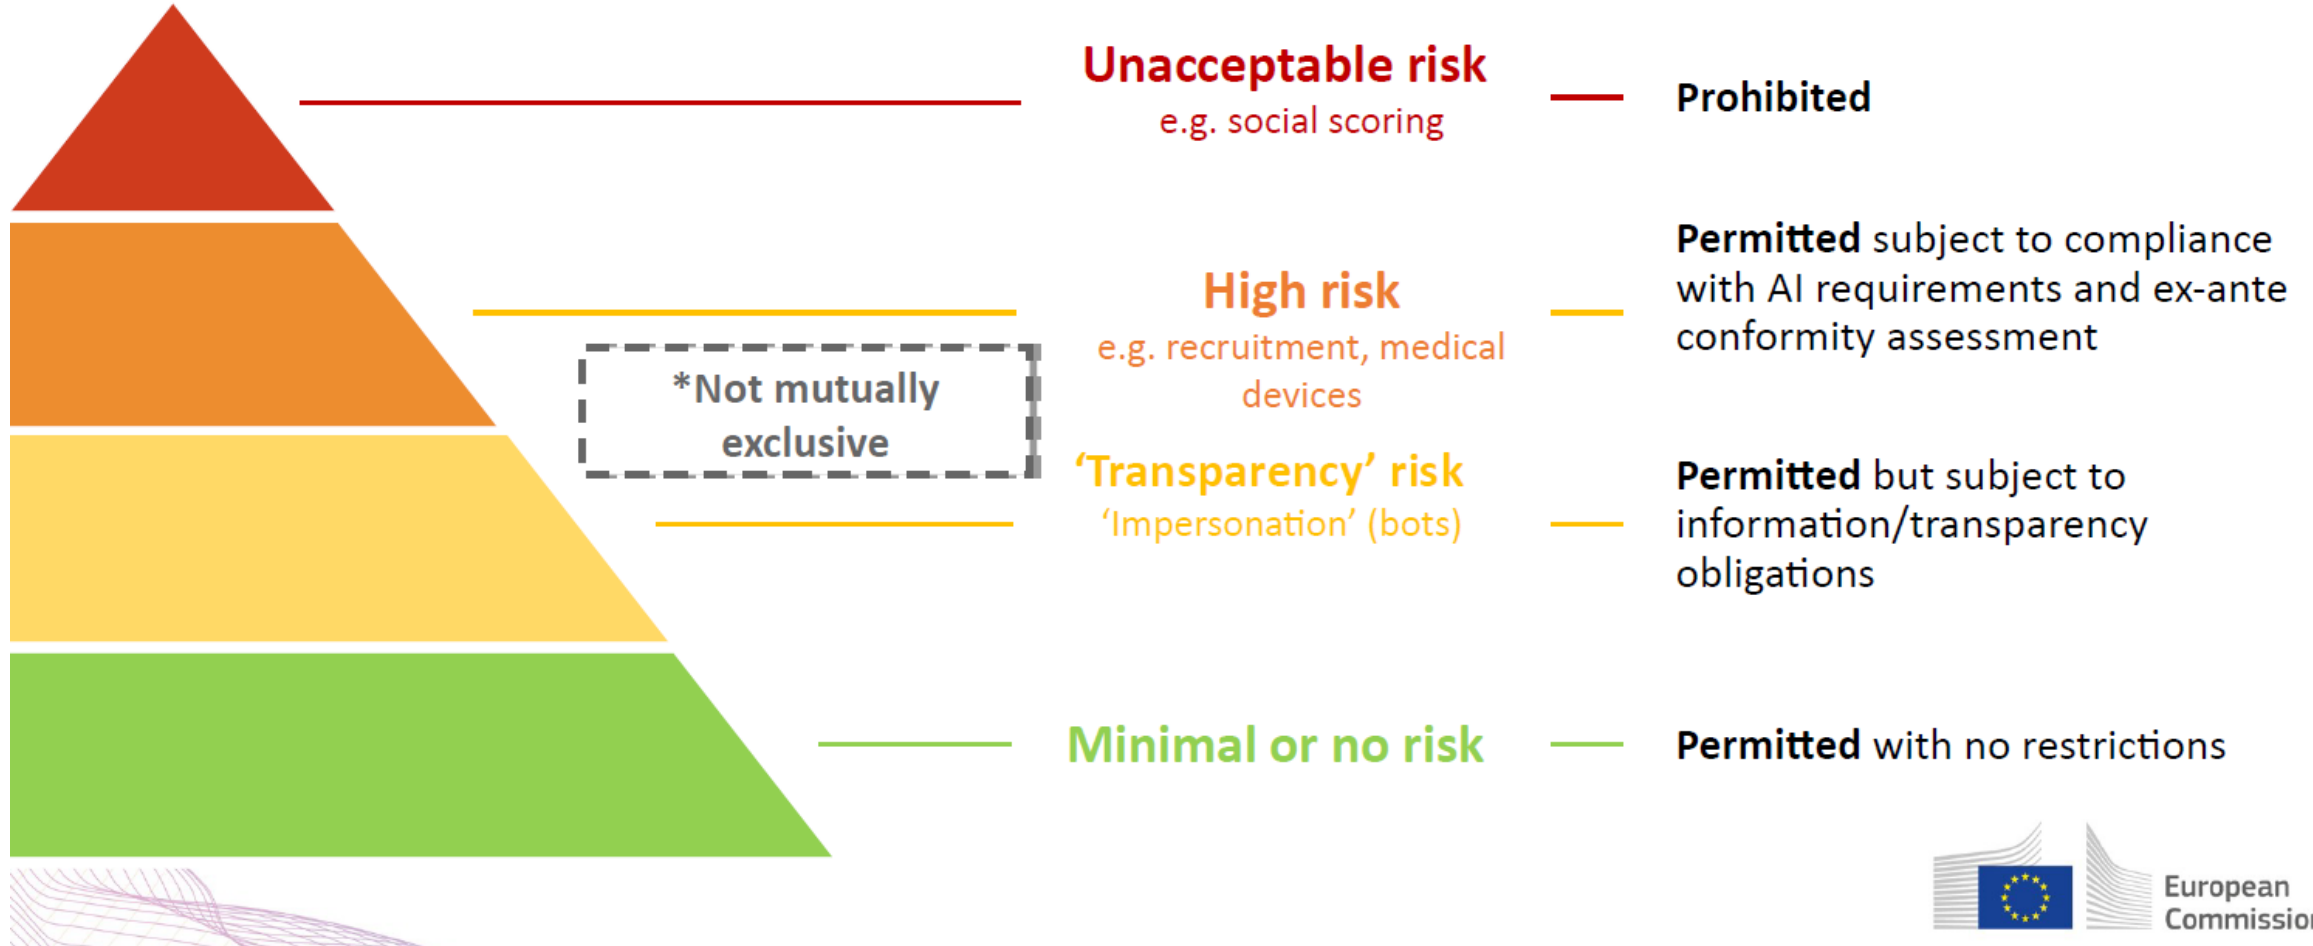 Unacceptable risk
e.g. social scoring
Prohibited
High risk
e.g. recruitment, medical
devices
Permitted subject to compliance
with AI requirements and ex-ante
conformity assessment
*Not mutually
exclusive
‘Transparency’ risk
‘Impersonation’ (bots)
Permitted but subject to
information/transparency
obligations
Minimal or no risk
Permitted with no restrictions
European
Commission